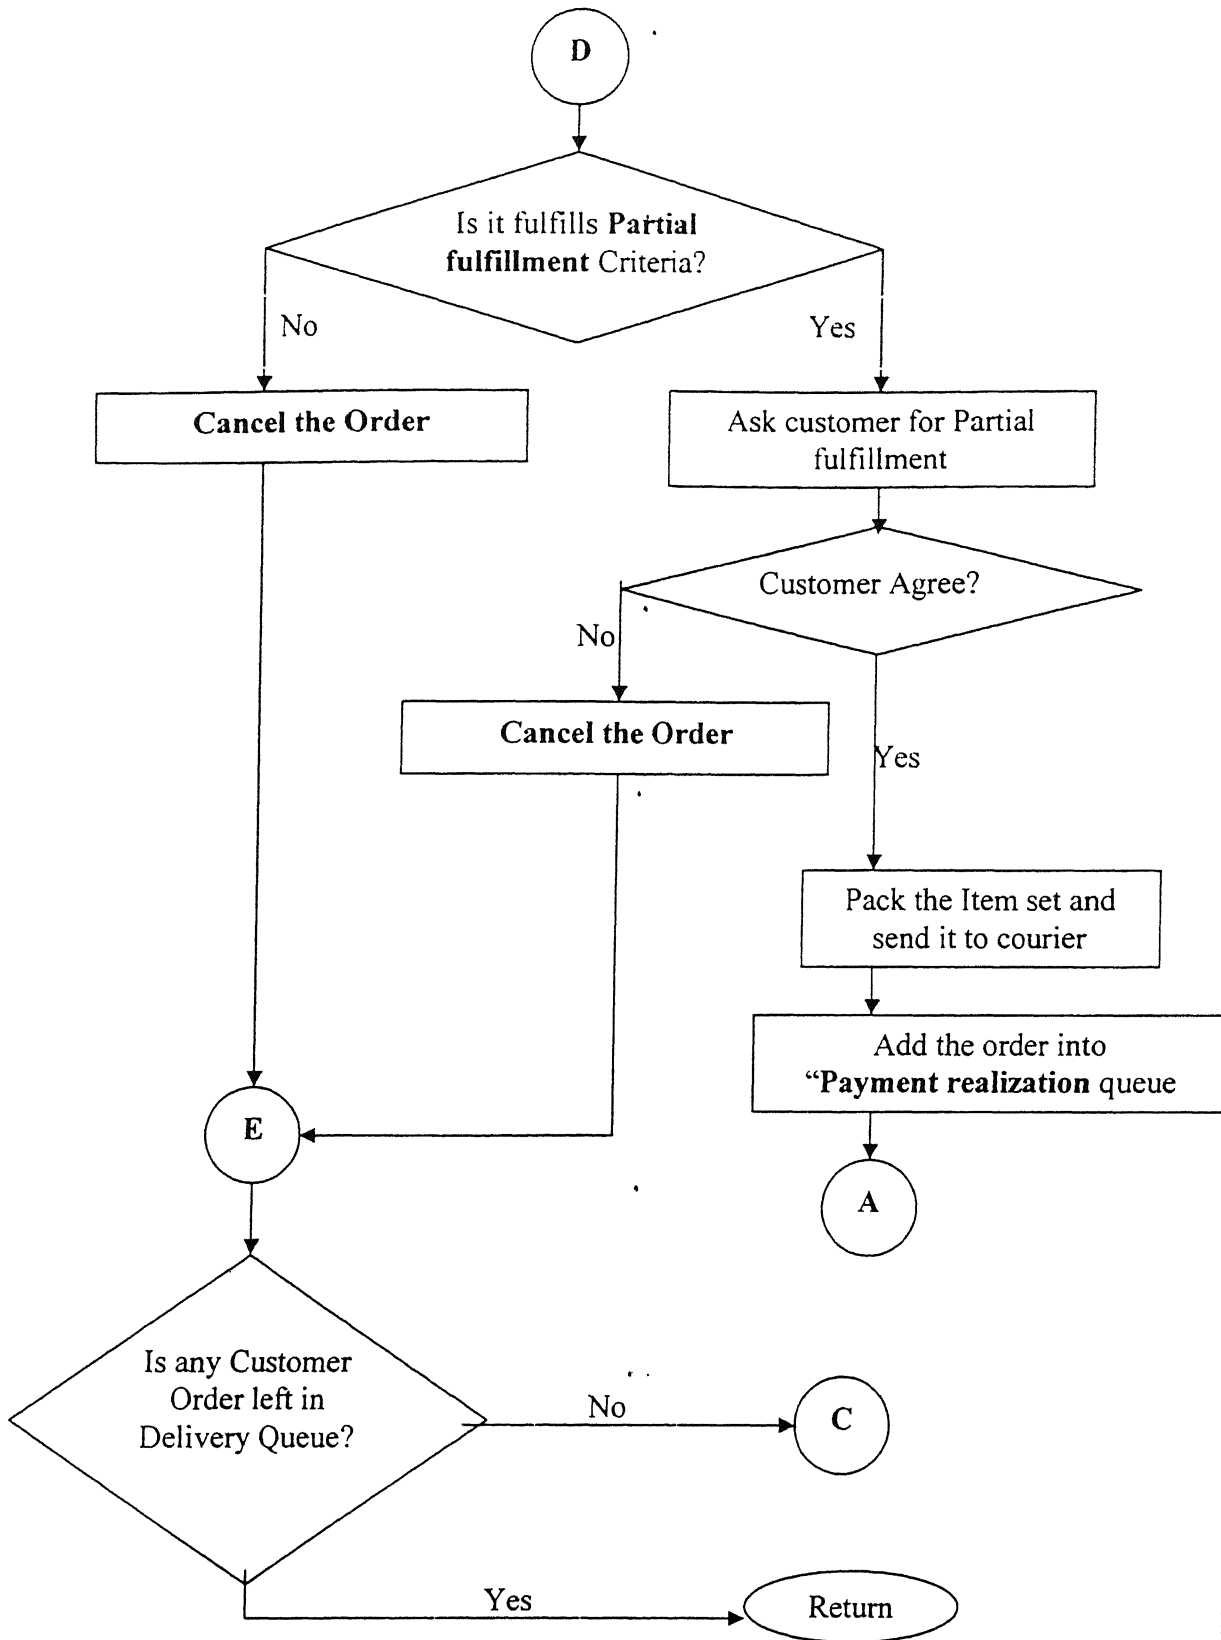 D
Is it fulfills Partial
fulfillment Criteria?
No
Yes
Cancel the Order
Ask customer for Partial
fulfillment
Customer Agree?
No
Cancel the Order
Yes
Pack the Item set and
send it to courier
Add the order into
“Payment realization queue
E
A
Is any Customer
Order left in
Delivery Queue?
No
C
Yes
Return